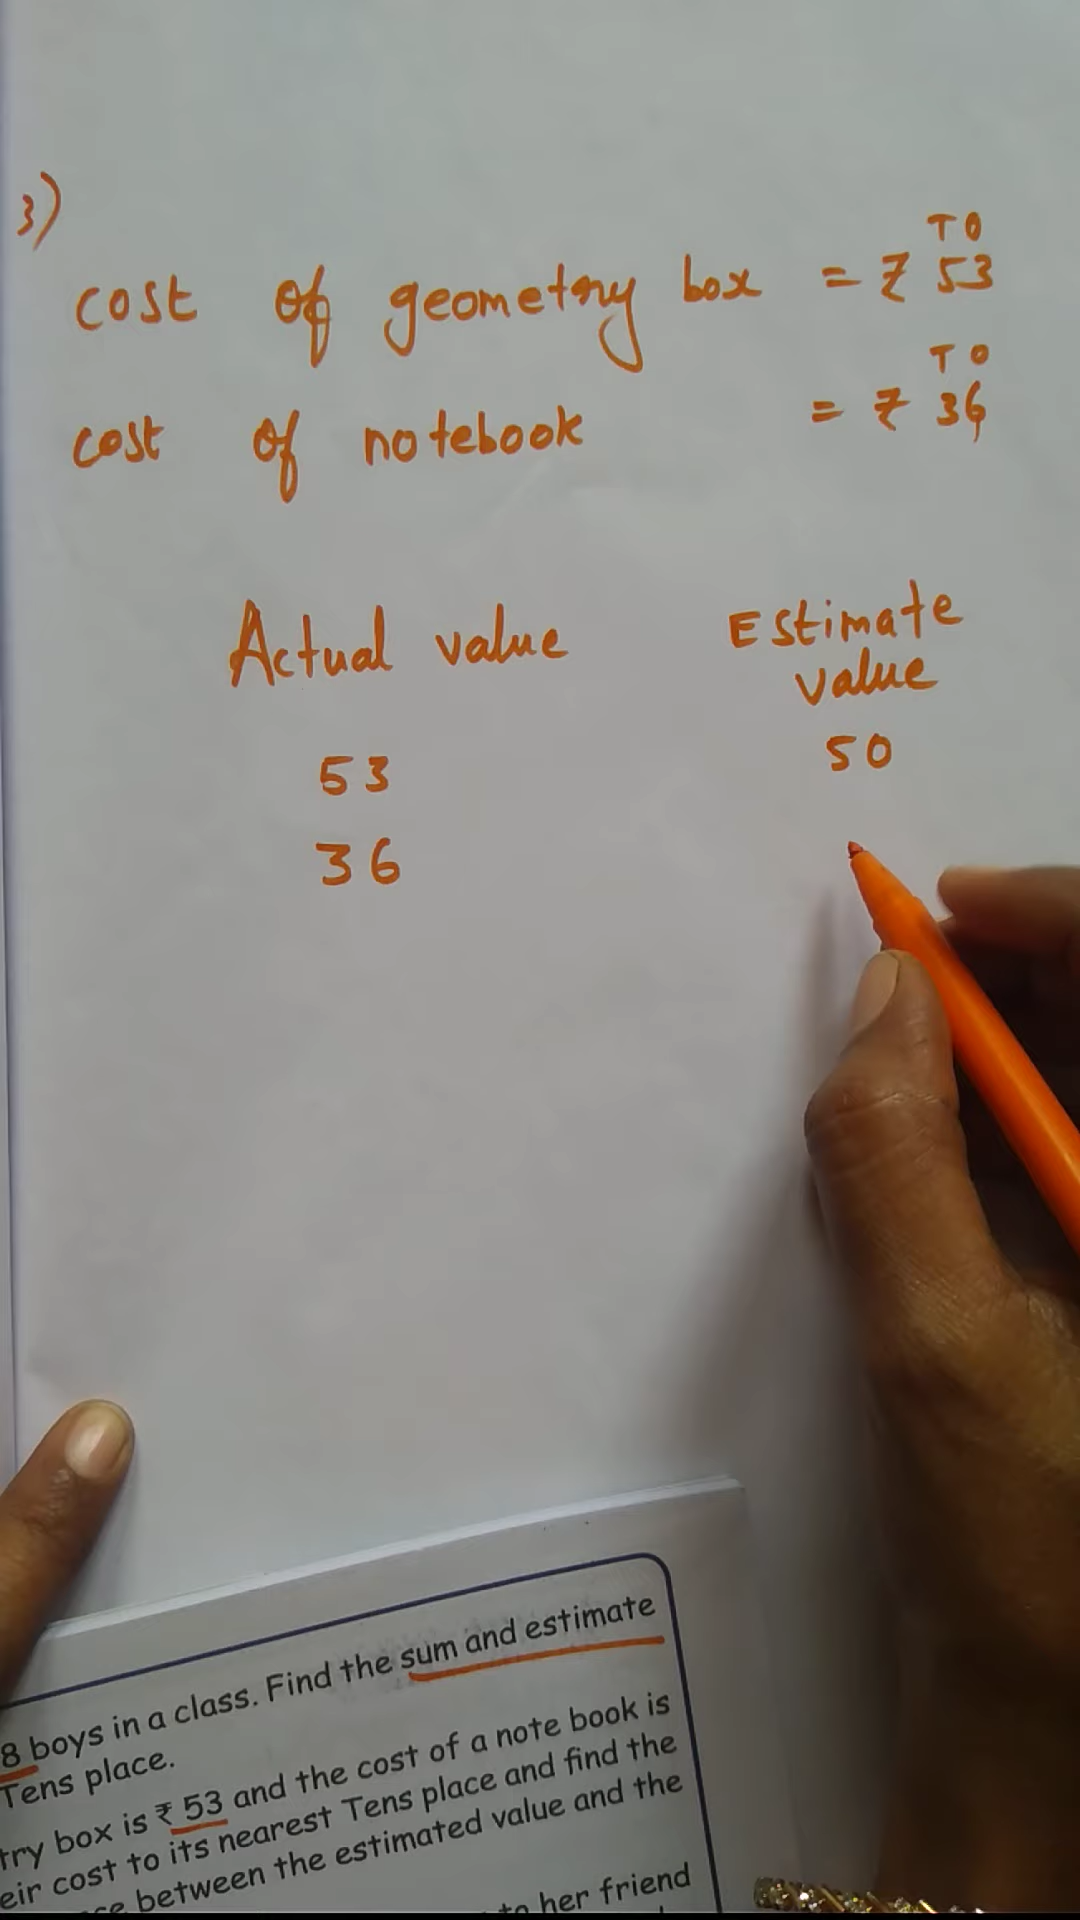 3)
T O
cost of geometry box = ₹ 53
T O
cost of notebook = ₹ 36
Actual value Estimate value
53 50
36
8 boys in a class. Find the sum and estimate
Tens place.
try box is ₹ 53 and the cost of a note book is
eir cost to its nearest Tens place and find the
between the estimated value and the
to her friend